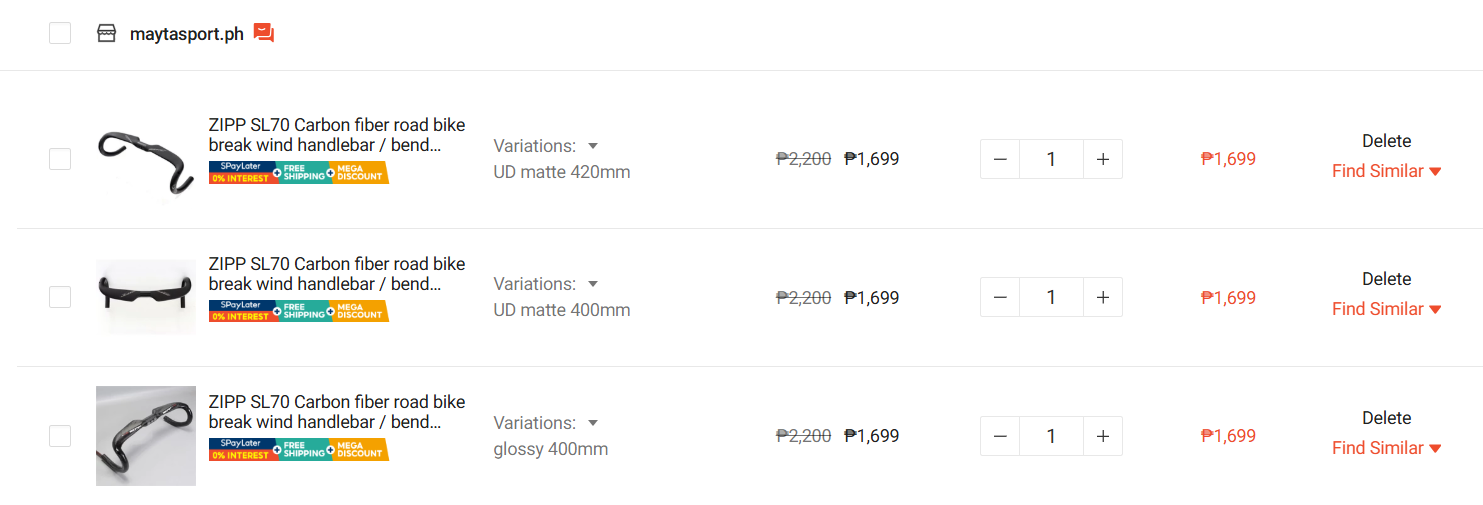 maytasport.ph
ZIPP SL70 Carbon fiber road bike
break wind handlebar / bend...
SPayLater
0% INTEREST
FREE
SHIPPING
MEGA
DISCOUNT
Variations:
UD matte 420mm
₱2,200 ₱1,699
1
₱1,699
Delete
Find Similar
ZIPP SL70 Carbon fiber road bike
break wind handlebar / bend...
SPayLater
0% INTEREST
FREE
SHIPPING
MEGA
DISCOUNT
Variations:
UD matte 400mm
₱2,200 ₱1,699
1
₱1,699
Delete
Find Similar
ZIPP SL70 Carbon fiber road bike
break wind handlebar / bend...
SPayLater
0% INTEREST
FREE
SHIPPING
MEGA
DISCOUNT
Variations:
glossy 400mm
₱2,200 ₱1,699
1
₱1,699
Delete
Find Similar